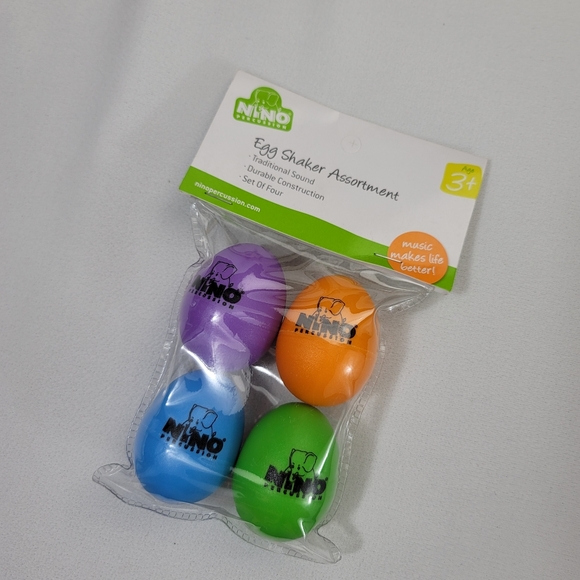 NINO
PERCUSSION
Egg Shaker Assortment
· Traditional Sound
· Durable Construction
· Set Of Four
Age
3+
ninopercussion.com
music
makes life
better!
NINO
PERCUSSION
NINO
PERCUSSION
NINO
PERCUSSION
NINO
PERCUSSION